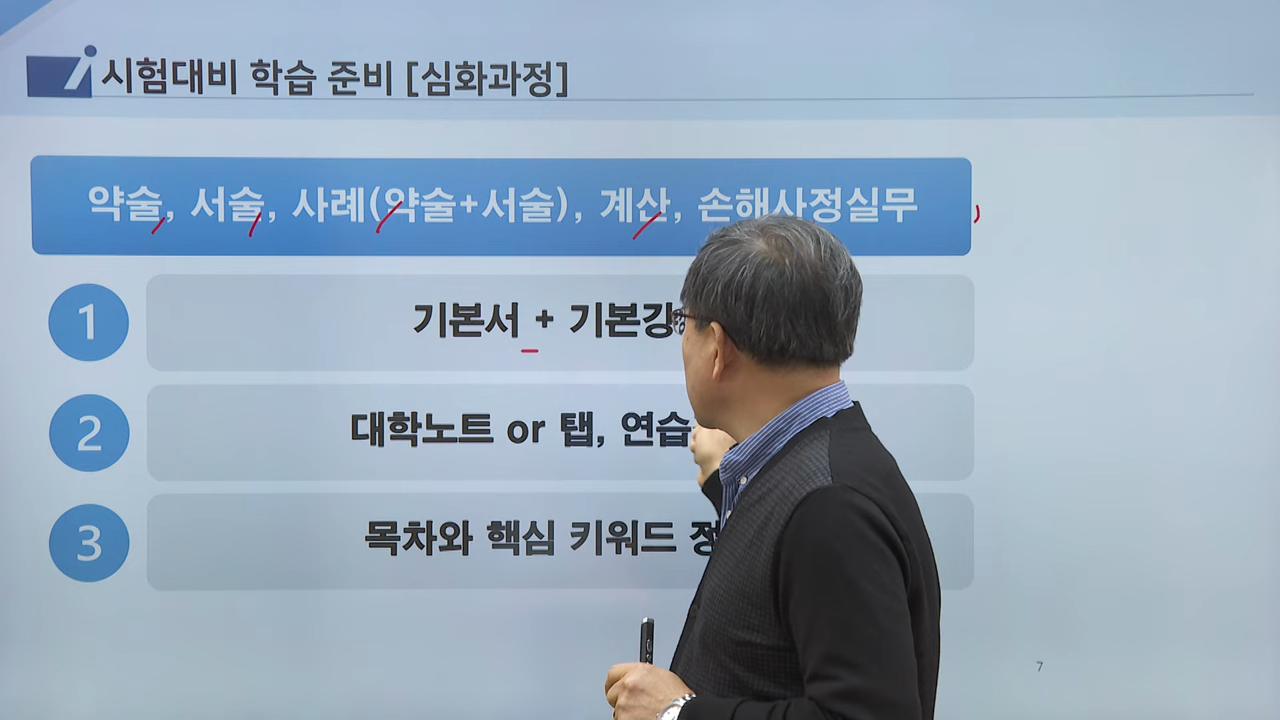 시험대비 학습 준비 [심화과정]
약술, 서술, 사례(약술+서술), 계산, 손해사정실무
1 기본서 + 기본강
2 대학노트 or 탭, 연습
3 목차와 핵심 키워드
7